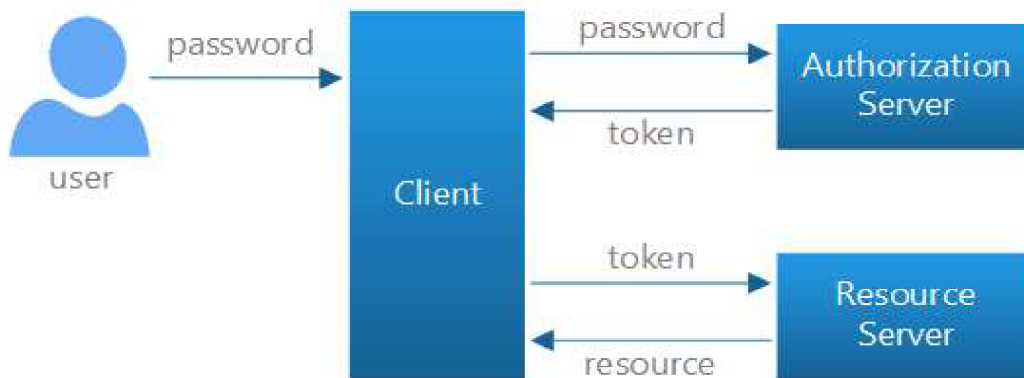 password
user
Client
password
Authorization
Server
token
token
Resource
Server
resource